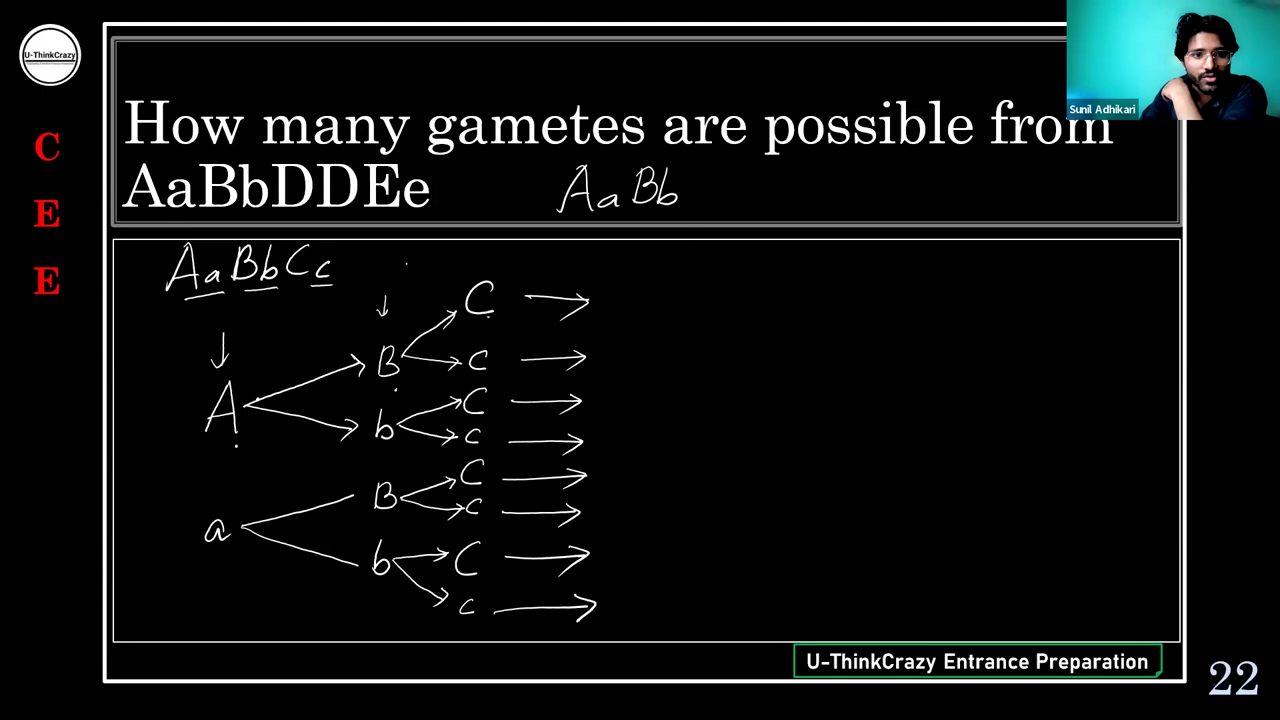 U-ThinkCrazy
Sunil Adhikari
C
E
E
How many gametes are possible from
AaBbDDEe
AaBb
AaBbCc
A
B
C
c
b
C
c
a
B
C
c
b
C
c
U-ThinkCrazy Entrance Preparation
22